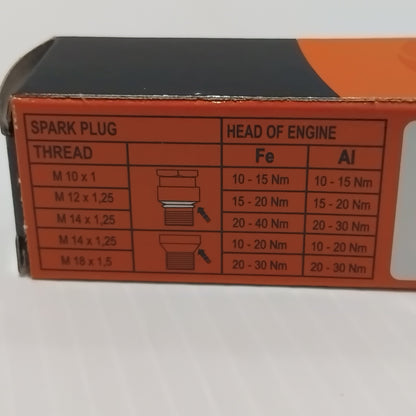 SPARK PLUG HEAD OF ENGINE
THREAD Fe Al
M 10 x 1 10 - 15 Nm 10 - 15 Nm
M 12 x 1,25 15 - 20 Nm 15 - 20 Nm
M 14 x 1,25 20 - 40 Nm 20 - 30 Nm
M 14 x 1,25 10 - 20 Nm 10 - 20 Nm
M 18 x 1,5 20 - 30 Nm 20 - 30 Nm